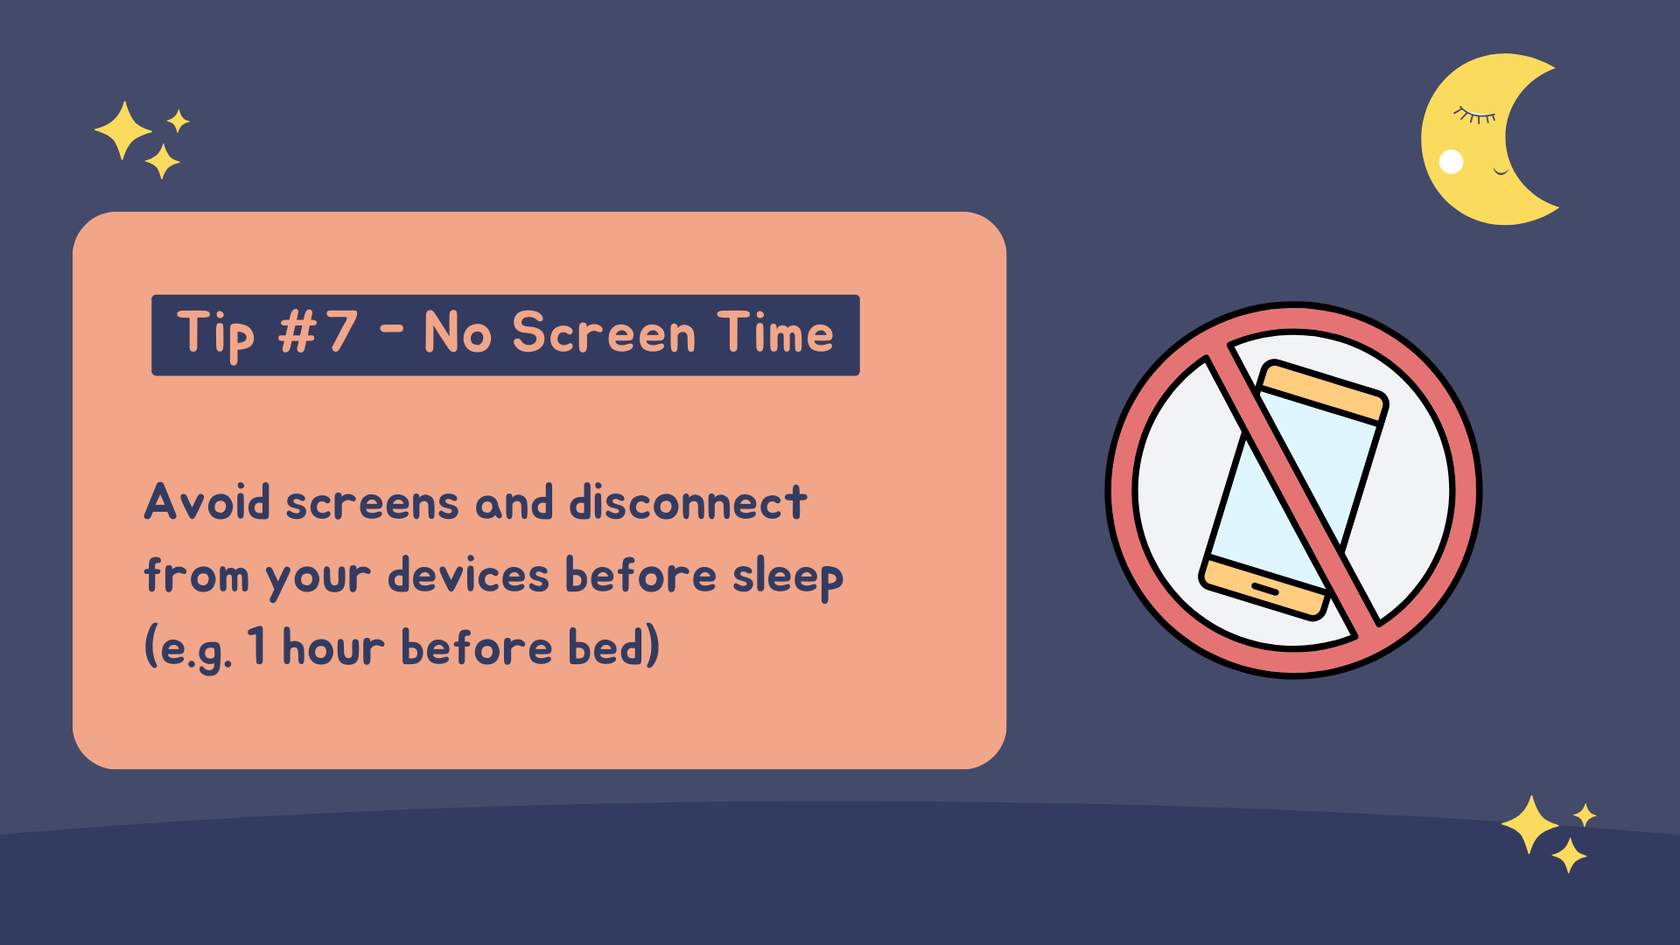 Tip #7 - No Screen Time
Avoid screens and disconnect
from your devices before sleep
(e.g. 1 hour before bed)